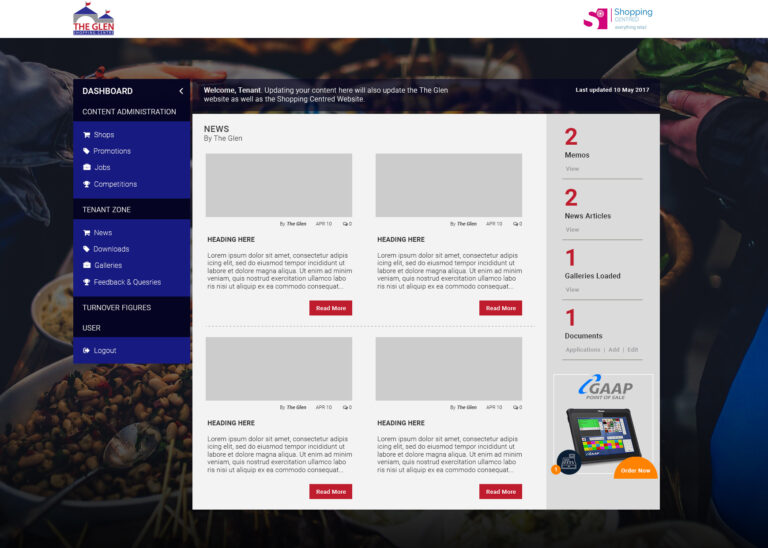 THE GLEN
SHOPPING CENTRE
Shopping
CENTRED
everything retail
DASHBOARD
CONTENT ADMINISTRATION
Shops
Promotions
Jobs
Competitions
TENANT ZONE
News
Downloads
Galleries
Feedback & Quesries
TURNOVER FIGURES
USER
Logout
Welcome, Tenant. Updating your content here will also update the The Glen
website as well as the Shopping Centred Website.
Last updated 10 May 2017
NEWS
By The Glen
By The Glen APR 10 0
HEADING HERE
Lorem ipsum dolor sit amet, consectetur adipis
icing elit, sed do eiusmod tempor incididunt ut
labore et dolore magna aliqua. Ut enim ad minim
veniam, quis nostrud exercitation ullamco labo
ris nisi ut aliquip ex ea commodo consequat...
Read More
By The Glen APR 10 0
HEADING HERE
Lorem ipsum dolor sit amet, consectetur adipis
icing elit, sed do eiusmod tempor incididunt ut
labore et dolore magna aliqua. Ut enim ad minim
veniam, quis nostrud exercitation ullamco labo
ris nisi ut aliquip ex ea commodo consequat...
Read More
By The Glen APR 10 0
HEADING HERE
Lorem ipsum dolor sit amet, consectetur adipis
icing elit, sed do eiusmod tempor incididunt ut
labore et dolore magna aliqua. Ut enim ad minim
veniam, quis nostrud exercitation ullamco labo
ris nisi ut aliquip ex ea commodo consequat...
Read More
By The Glen APR 10 0
HEADING HERE
Lorem ipsum dolor sit amet, consectetur adipis
icing elit, sed do eiusmod tempor incididunt ut
labore et dolore magna aliqua. Ut enim ad minim
veniam, quis nostrud exercitation ullamco labo
ris nisi ut aliquip ex ea commodo consequat...
Read More
2
Memos
View
2
News Articles
View
1
Galleries Loaded
View
1
Documents
Applications | Add | Edit
GAAP
POINT OF SALE
1
Order Now